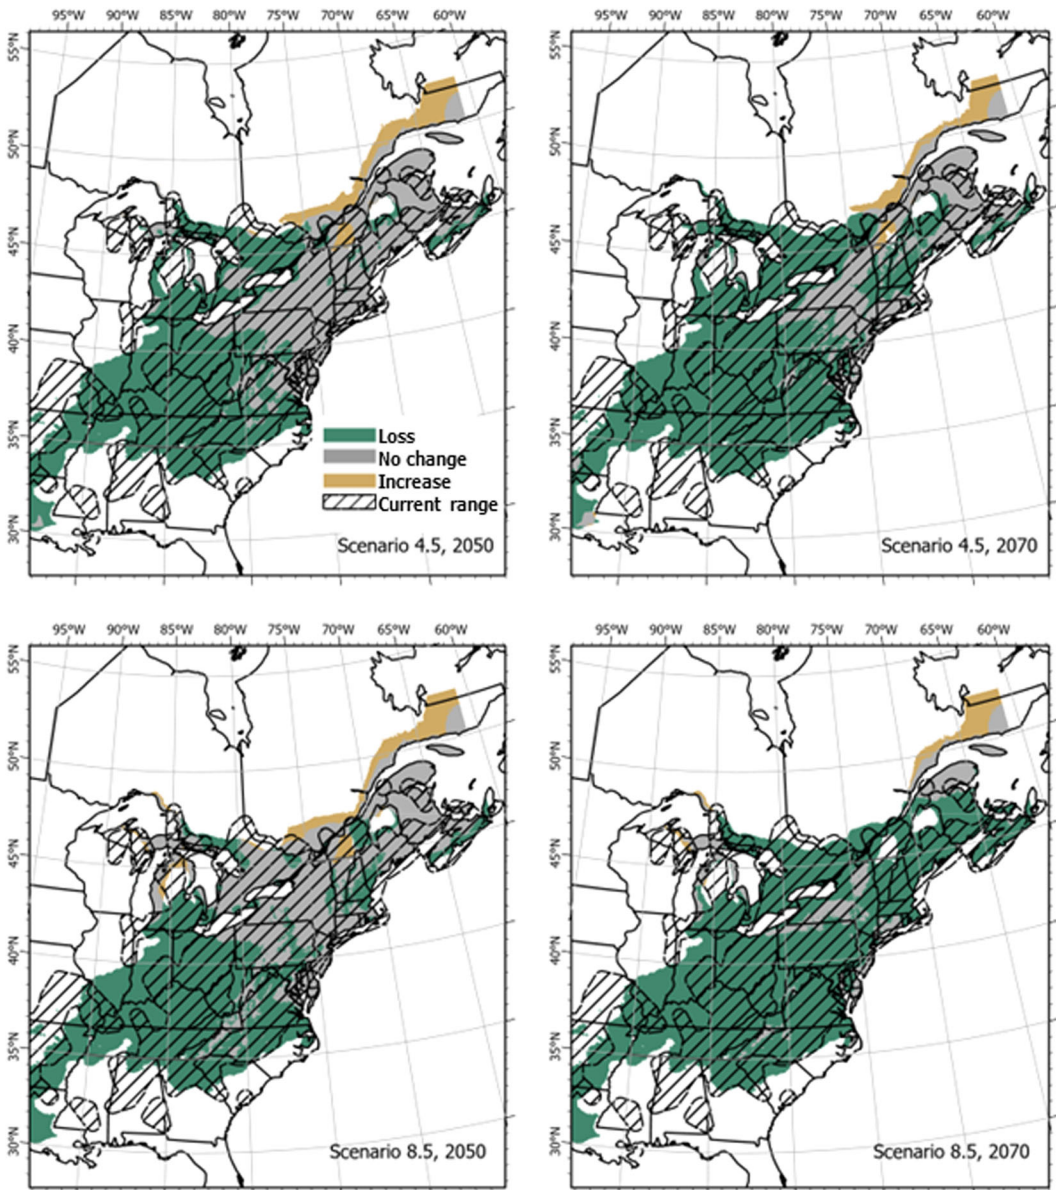 95°W 90°W 85°W 80°W 75°W 70°W 65°W 60°W
95°W 90°W 85°W 80°W 75°W 70°W 65°W 60°W
55°N
50°N
45°N
40°N
35°N
30°N
55°N
50°N
45°N
40°N
35°N
30°N
Loss
No change
Increase
Current range
Scenario 4.5, 2050
Scenario 4.5, 2070
95°W 90°W 85°W 80°W 75°W 70°W 65°W 60°W
95°W 90°W 85°W 80°W 75°W 70°W 65°W 60°W
55°N
50°N
45°N
40°N
35°N
30°N
55°N
50°N
45°N
40°N
35°N
30°N
Scenario 8.5, 2050
Scenario 8.5, 2070